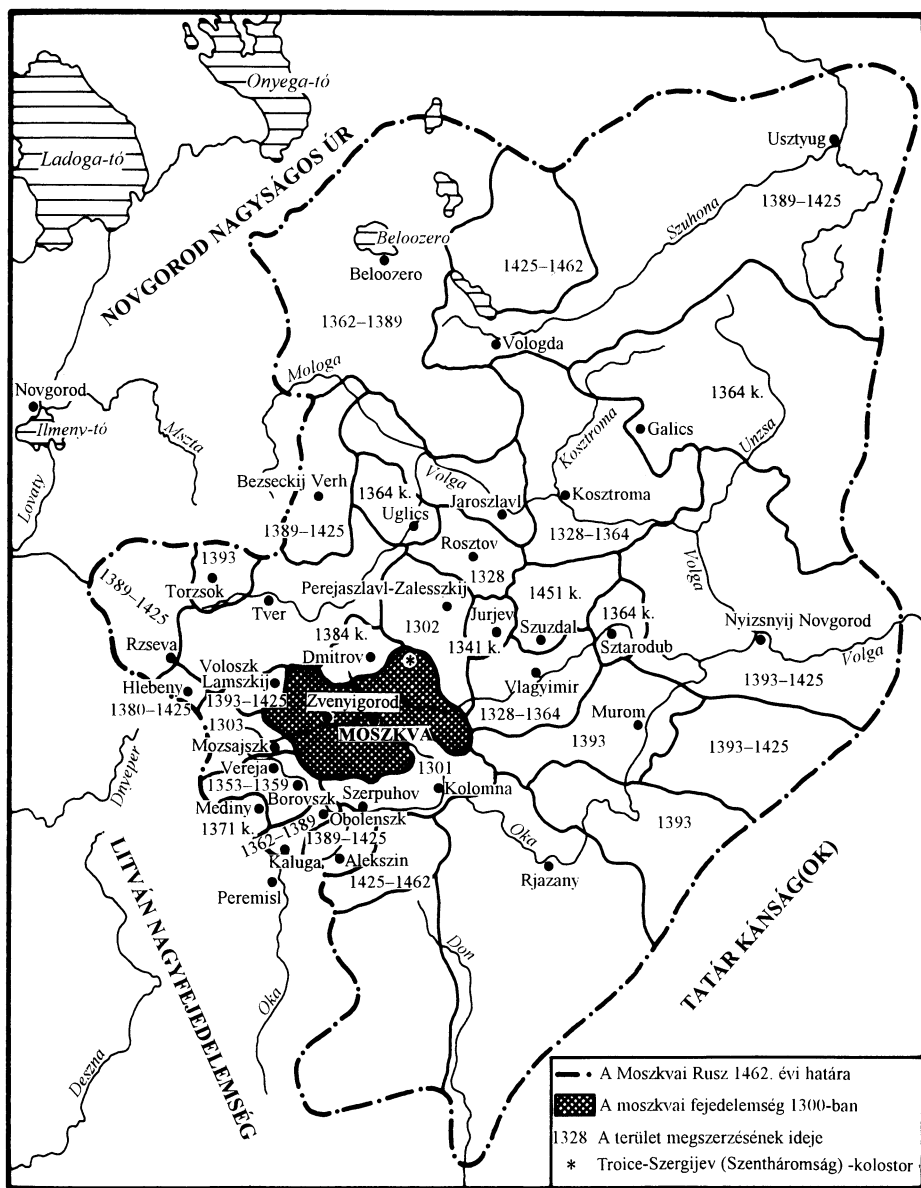 Onyega-tó
Ladoga-tó
NOVGOROD NAGYSÁGOS ÚR
Usztyug
1389–1425
Szuhona
Beloozero
Beloozero
1425–1462
1362–1389
Vologda
Mologa
1364 k.
Novgorod
Ilmeny-tó
Mszta
Lovaty
Kosztroma
Galics
Unzsa
Bezseckij Verh
1364 k.
Volga
Jaroszlavl
Kosztroma
Uglics
1389–1425
1328–1364
Rosztov
1328
Volga
1393
Torzsok
1389–1425
Tver
Perejaszlavl-Zalesszkij
1302
1451 k.
Jurjev
1341 k.
Szuzdal
1364 k.
Sztarodub
Nyizsnyij Novgorod
Volga
1393–1425
1384 k.
Dmitrov
*
Rzseva
Voloszk
Lamszkij
Hlebeny
1380–1425
1393–1425
Vlagyimir
1328–1364
Zvenyigorod
MOSZKVA
1303
Murom
1393
1393–1425
Mozsajszk
Vereja
1353–1359
1301
Kolomna
Dnyeper
Borovszk
Szerpuhov
Mediny
1371 k.
Obolenszk
1362–1389
1389–1425
Oka
1393
Kaluga
Alekszin
1425–1462
Rjazany
Peremisl
LITVÁN NAGYFEJEDELEMSÉG
TATÁR KÁNSÁG(OK)
Don
Oka
Deszna
A Moszkvai Rusz 1462. évi határa
A moszkvai fejedelemség 1300-ban
1328 A terület megszerzésének ideje
* Troice-Szergijev (Szentháromság) -kolostor